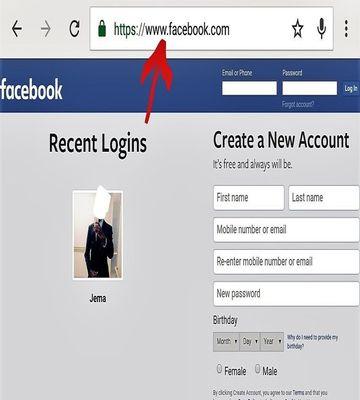 https://www.facebook.com
facebook
Email or Phone
Password
Log In
Forgot account?
Recent Logins
Jema
Create a New Account
It's free and always will be.
First name
Last name
Mobile number or email
Re-enter mobile number or email
New password
Birthday
Month
Day
Year
Why do I need to provide my
birthday?
Female
Male
By clicking Create Account, you agree to our Terms and that you